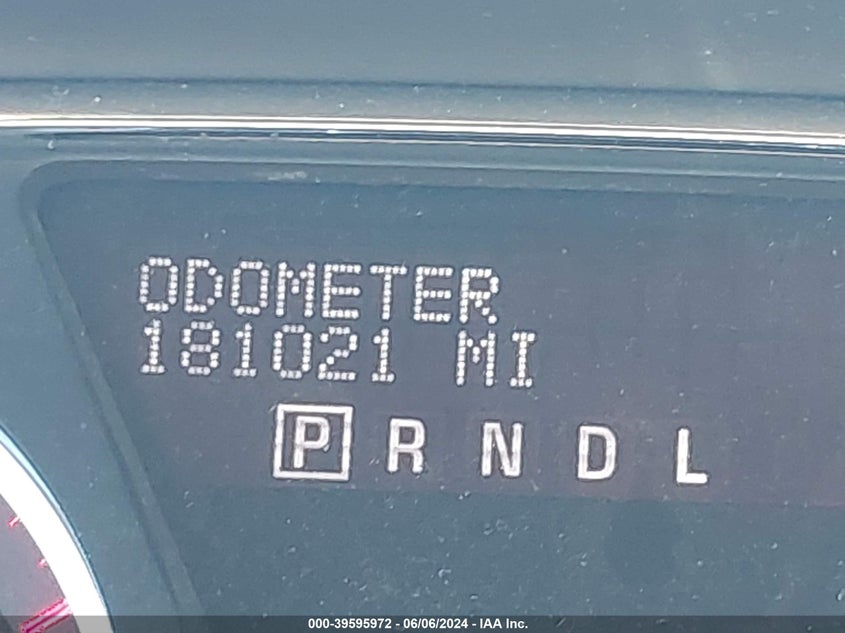 ODOMETER
181021 MI
P R N D L
000-39595972 - 06/06/2024 - IAA Inc.